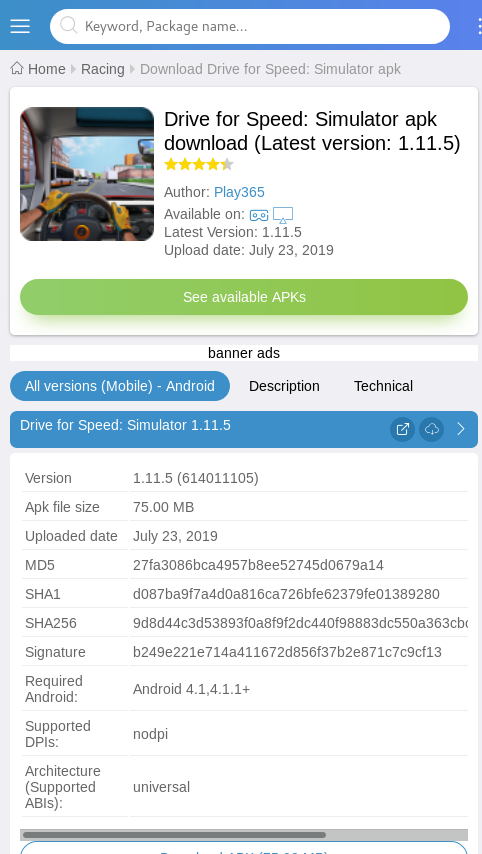 Keyword, Package name...
Home Racing Download Drive for Speed: Simulator apk
Drive for Speed: Simulator apk
download (Latest version: 1.11.5)
Author: Play365
Available on:
Latest Version: 1.11.5
Upload date: July 23, 2019
See available APKs
banner ads
All versions (Mobile) - Android Description Technical
Drive for Speed: Simulator 1.11.5
Version 1.11.5 (614011105)
Apk file size 75.00 MB
Uploaded date July 23, 2019
MD5 27fa3086bca4957b8ee52745d0679a14
SHA1 d087ba9f7a4d0a816ca726bfe62379fe01389280
SHA256 9d8d44c3d53893f0a8f9f2dc440f98883dc550a363cbc
Signature b249e221e714a411672d856f37b2e871c7c9cf13
Required
Android:
Android 4.1,4.1.1+
Supported
DPIs:
nodpi
Architecture
(Supported
ABIs):
universal